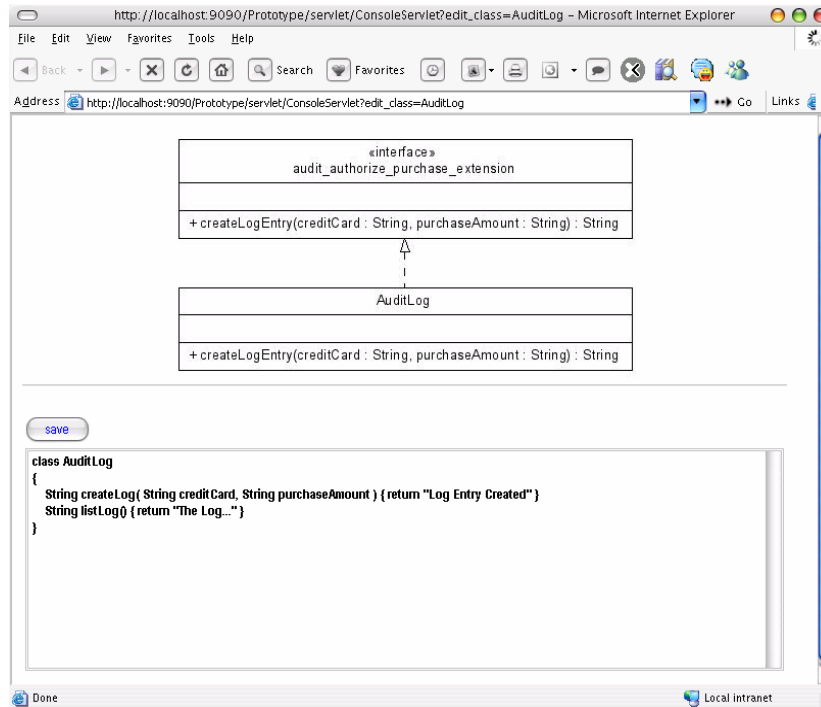 http://localhost:9090/Prototype/servlet/ConsoleServlet?edit_class=AuditLog - Microsoft Internet Explorer
File Edit View Favorites Tools Help
Back Search Favorites
Address http://localhost:9090/Prototype/servlet/ConsoleServlet?edit_class=AuditLog Go Links
«interface»
audit_authorize_purchase_extension
+ createLogEntry(creditCard : String, purchaseAmount : String) : String
AuditLog
+ createLogEntry(creditCard : String, purchaseAmount : String) : String
save
class AuditLog
{
String createLog( String creditCard, String purchaseAmount ) { return "Log Entry Created" }
String listLog() { return "The Log..." }
}
Done Local intranet